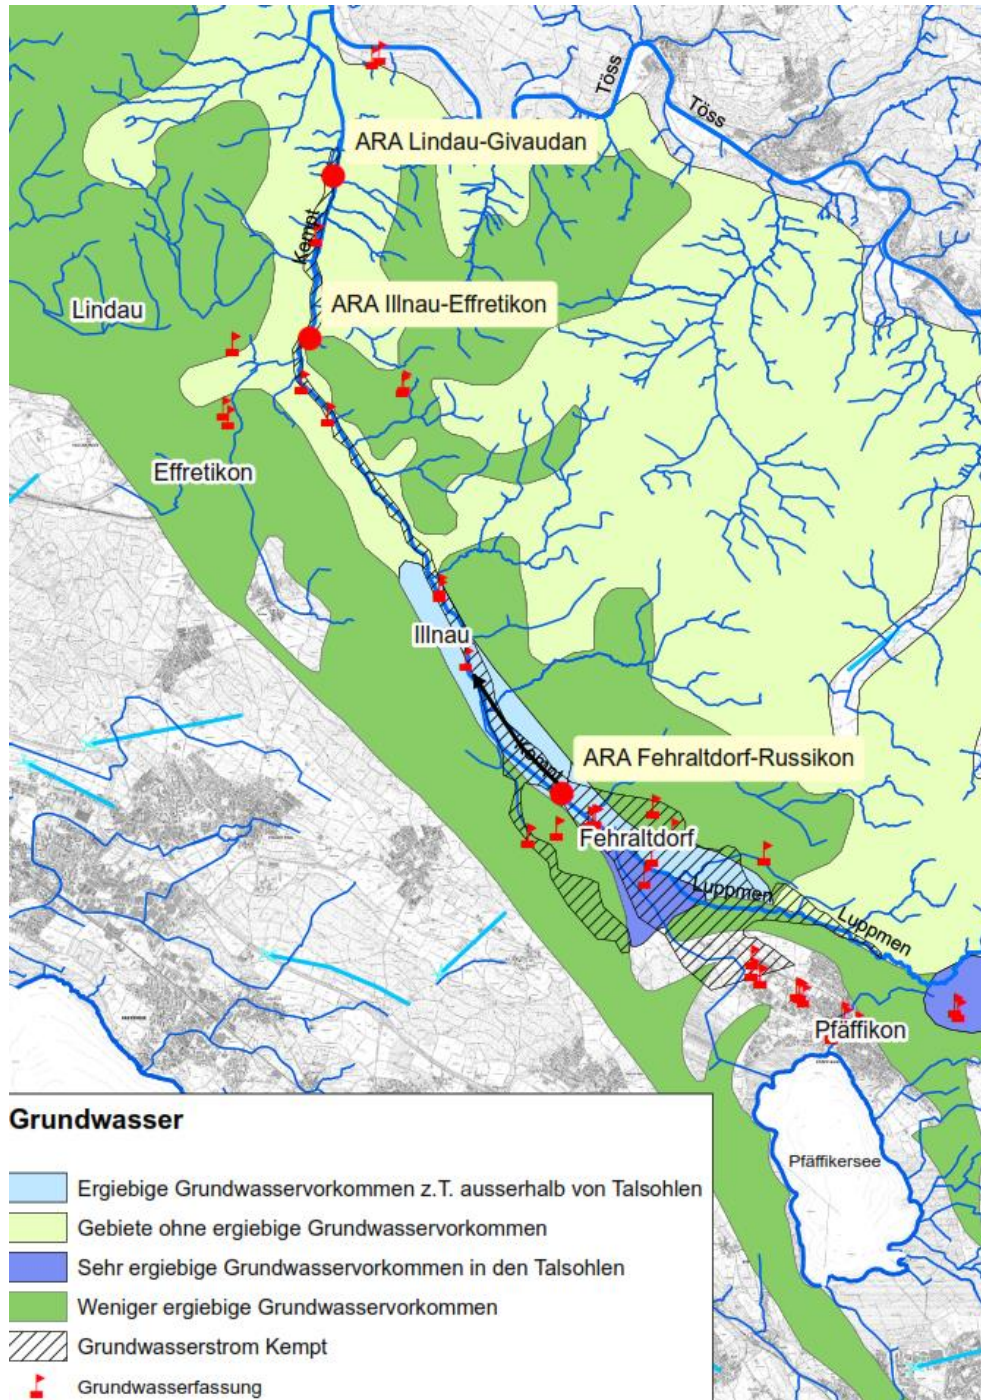 Töss
Töss
ARA Lindau-Givaudan
Kempt
ARA Illnau-Effretikon
Lindau
Effretikon
Illnau
Kempt
ARA Fehraltdorf-Russikon
Fehraltdorf
Luppmen
Luppmen
Pfäffikon
Pfäffikersee
Grundwasser
Ergiebige Grundwasservorkommen z.T. ausserhalb von Talsohlen
Gebiete ohne ergiebige Grundwasservorkommen
Sehr ergiebige Grundwasservorkommen in den Talsohlen
Weniger ergiebige Grundwasservorkommen
Grundwasserstrom Kempt
Grundwasserfassung